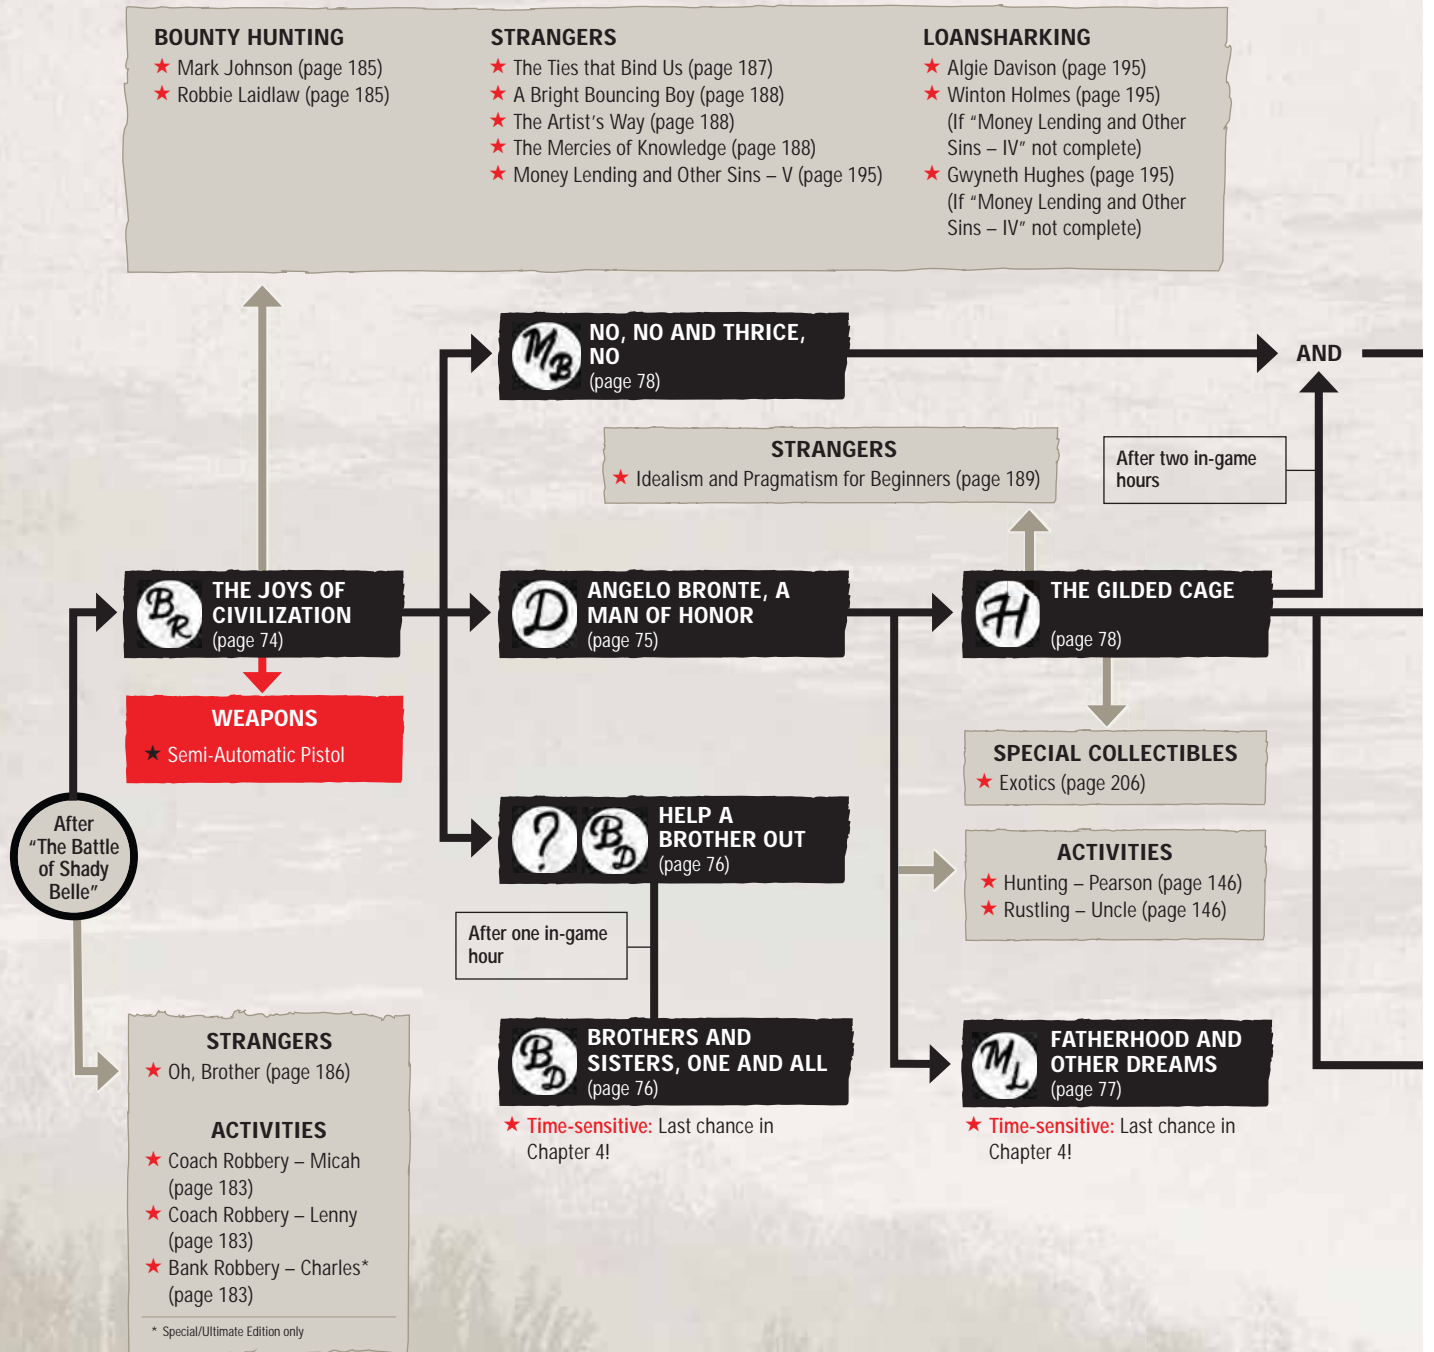 BOUNTY HUNTING
★ Mark Johnson (page 185)
★ Robbie Laidlaw (page 185)
STRANGERS
★ The Ties that Bind Us (page 187)
★ A Bright Bouncing Boy (page 188)
★ The Artist's Way (page 188)
★ The Mercies of Knowledge (page 188)
★ Money Lending and Other Sins – V (page 195)
LOANSHARKING
★ Algie Davison (page 195)
★ Winton Holmes (page 195)
(If "Money Lending and Other
Sins – IV" not complete)
★ Gwyneth Hughes (page 195)
(If "Money Lending and Other
Sins – IV" not complete)
MB
NO, NO AND THRICE,
NO
(page 78)
AND
STRANGERS
★ Idealism and Pragmatism for Beginners (page 189)
After two in-game
hours
BR
THE JOYS OF
CIVILIZATION
(page 74)
D
ANGELO BRONTE, A
MAN OF HONOR
(page 75)
H
THE GILDED CAGE
(page 78)
WEAPONS
★ Semi-Automatic Pistol
SPECIAL COLLECTIBLES
★ Exotics (page 206)
After
"The Battle
of Shady
Belle"
? BD
HELP A
BROTHER OUT
(page 76)
ACTIVITIES
★ Hunting – Pearson (page 146)
★ Rustling – Uncle (page 146)
After one in-game
hour
STRANGERS
★ Oh, Brother (page 186)
ACTIVITIES
★ Coach Robbery – Micah
(page 183)
★ Coach Robbery – Lenny
(page 183)
★ Bank Robbery – Charles*
(page 183)
* Special/Ultimate Edition only
BD
BROTHERS AND
SISTERS, ONE AND ALL
(page 76)
★ Time-sensitive: Last chance in
Chapter 4!
ML
FATHERHOOD AND
OTHER DREAMS
(page 77)
★ Time-sensitive: Last chance in
Chapter 4!